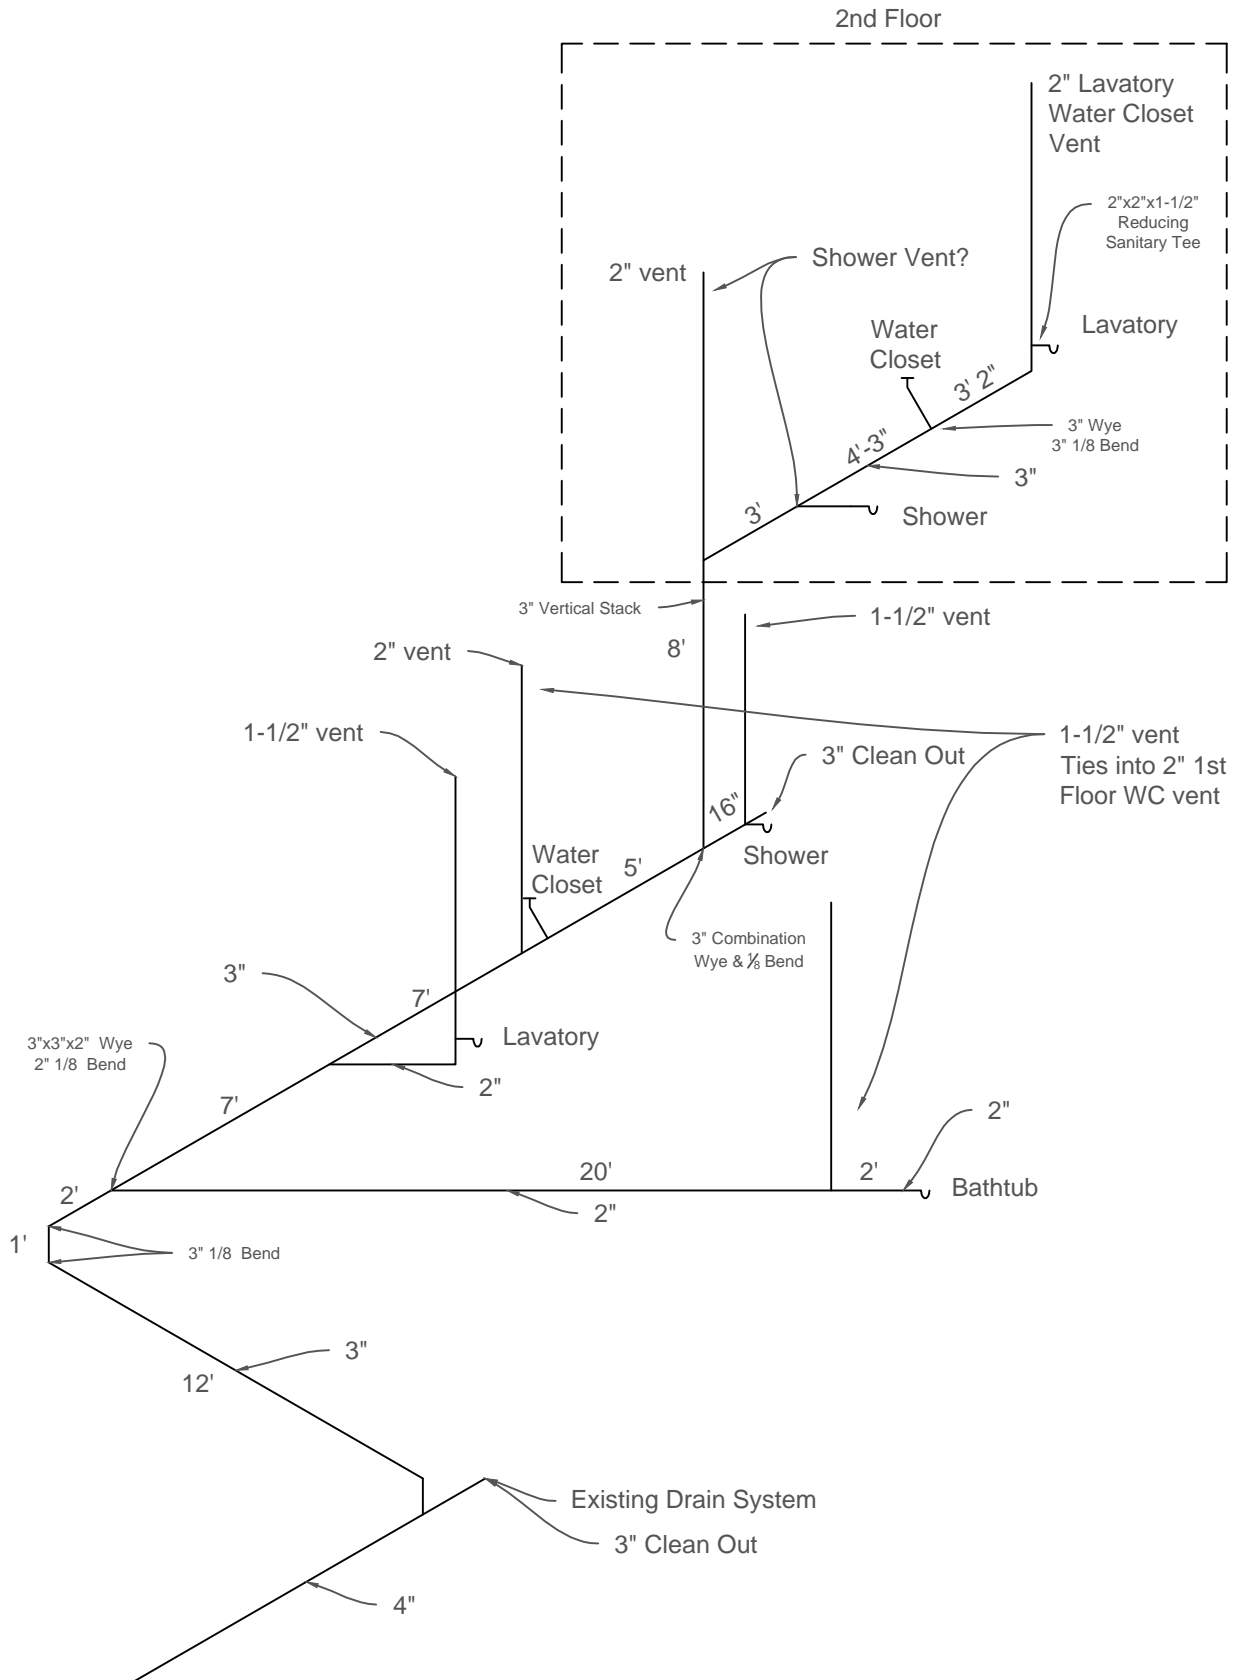 2nd Floor
2" Lavatory
Water Closet
Vent
2"x2"x1-1/2"
Reducing
Sanitary Tee
Shower Vent?
2" vent
Water
Closet
Lavatory
3' 2"
3" Wye
3" 1/8 Bend
4'-3"
3"
3'
Shower
3" Vertical Stack
1-1/2" vent
8'
2" vent
1-1/2" vent
1-1/2" vent
Ties into 2" 1st
Floor WC vent
3" Clean Out
16"
Water
Closet
5'
Shower
3" Combination
Wye & ⅛ Bend
3"
7'
3"x3"x2" Wye
2" 1/8 Bend
Lavatory
2"
7'
2"
20'
2'
2'
Bathtub
2"
1'
3" 1/8 Bend
3"
12'
Existing Drain System
3" Clean Out
4"